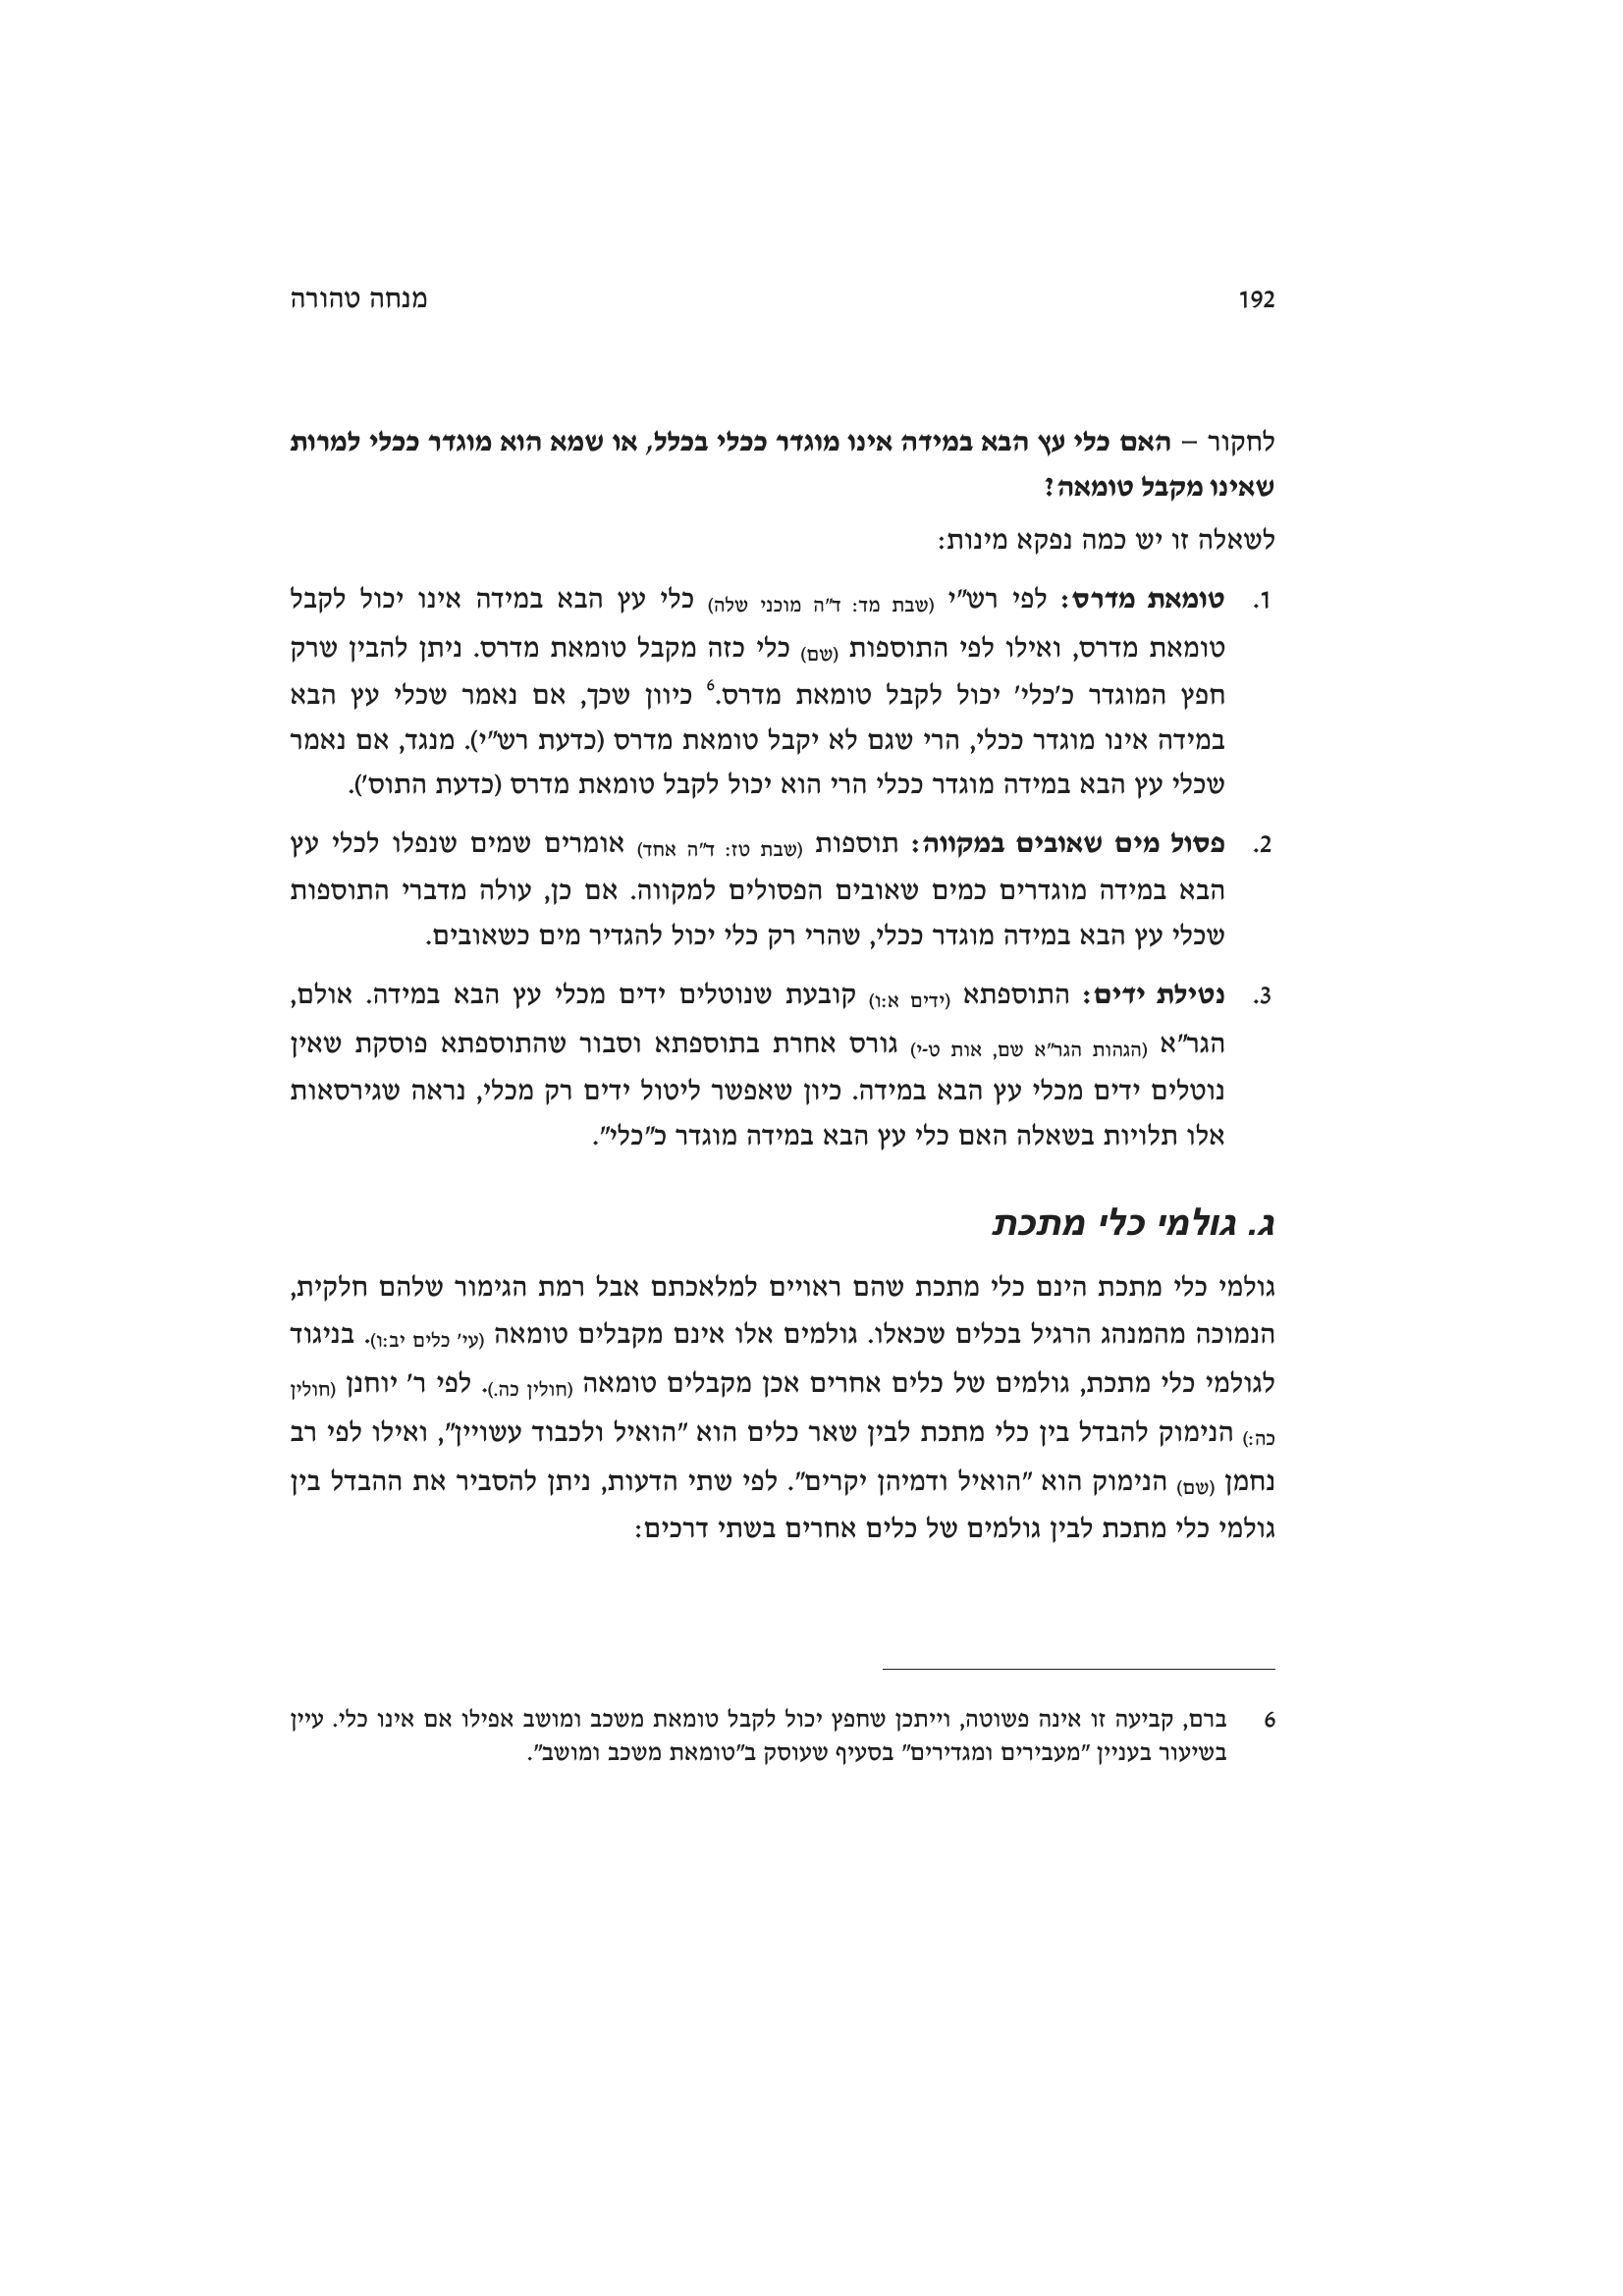 192 מנחה טהורה
לחקור – האם כלי עץ הבא במידה אינו מוגדר ככלי בכלל, או שמא הוא מוגדר ככלי למרות
שאינו מקבל טומאה?
לשאלה זו יש כמה נפקא מינות:
1. טומאת מדרס: לפי רש"י (שבת מד: ד"ה מוכני שלה) כלי עץ הבא במידה אינו יכול לקבל
טומאת מדרס, ואילו לפי התוספות (שם) כלי כזה מקבל טומאת מדרס. ניתן להבין שרק
חפץ המוגדר כ'כלי' יכול לקבל טומאת מדרס.6 כיוון שכך, אם נאמר שכלי עץ הבא
במידה אינו מוגדר ככלי, הרי שגם לא יקבל טומאת מדרס (כדעת רש"י). מנגד, אם נאמר
שכלי עץ הבא במידה מוגדר ככלי הרי הוא יכול לקבל טומאת מדרס (כדעת התוס').
2. פסול מים שאובים במקווה: תוספות (שבת טז: ד"ה אחד) אומרים שמים שנפלו לכלי עץ
הבא במידה מוגדרים כמים שאובים הפסולים למקווה. אם כן, עולה מדברי התוספות
שכלי עץ הבא במידה מוגדר ככלי, שהרי רק כלי יכול להגדיר מים כשאובים.
3. נטילת ידים: התוספתא (ידים א:ו) קובעת שנוטלים ידים מכלי עץ הבא במידה. אולם,
הגר"א (הגהות הגר"א שם, אות ט-י) גורס אחרת בתוספתא וסבור שהתוספתא פוסקת שאין
נוטלים ידים מכלי עץ הבא במידה. כיון שאפשר ליטול ידים רק מכלי, נראה שגירסאות
אלו תלויות בשאלה האם כלי עץ הבא במידה מוגדר כ"כלי".
ג. גולמי כלי מתכת
גולמי כלי מתכת הינם כלי מתכת שהם ראויים למלאכתם אבל רמת הגימור שלהם חלקית,
הנמוכה מהמנהג הרגיל בכלים שכאלו. גולמים אלו אינם מקבלים טומאה (עי' כלים יב:ו). בניגוד
לגולמי כלי מתכת, גולמים של כלים אחרים אכן מקבלים טומאה (חולין כה.). לפי ר' יוחנן (חולין
כה:) הנימוק להבדל בין כלי מתכת לבין שאר כלים הוא "הואיל ולכבוד עשויין", ואילו לפי רב
נחמן (שם) הנימוק הוא "הואיל ודמיהן יקרים". לפי שתי הדעות, ניתן להסביר את ההבדל בין
גולמי כלי מתכת לבין גולמים של כלים אחרים בשתי דרכים:
6 ברם, קביעה זו אינה פשוטה, וייתכן שחפץ יכול לקבל טומאת משכב ומושב אפילו אם אינו כלי. עיין
בשיעור בעניין "מעבירים ומגדירים" בסעיף שעוסק ב"טומאת משכב ומושב".